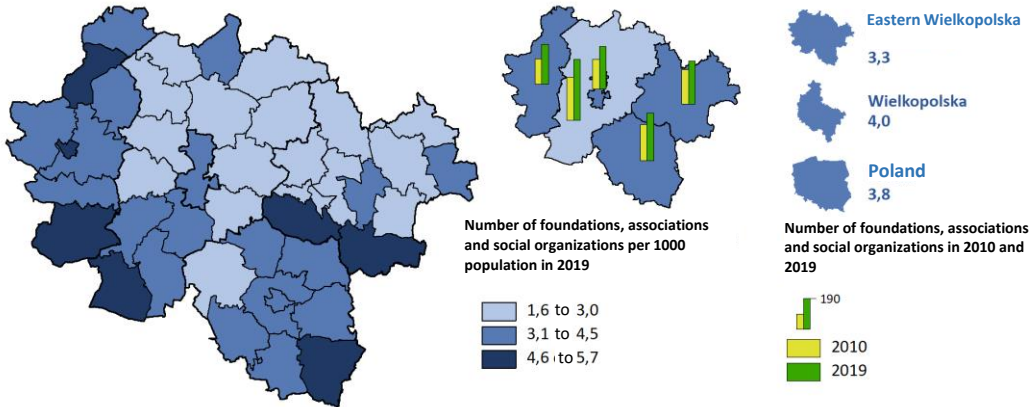 Eastern Wielkopolska
3,3
Wielkopolska
4,0
Poland
3,8
Number of foundations, associations
and social organizations per 1000
population in 2019
1,6 to 3,0
3,1 to 4,5
4,6 to 5,7
Number of foundations, associations
and social organizations in 2010 and
2019
190
2010
2019